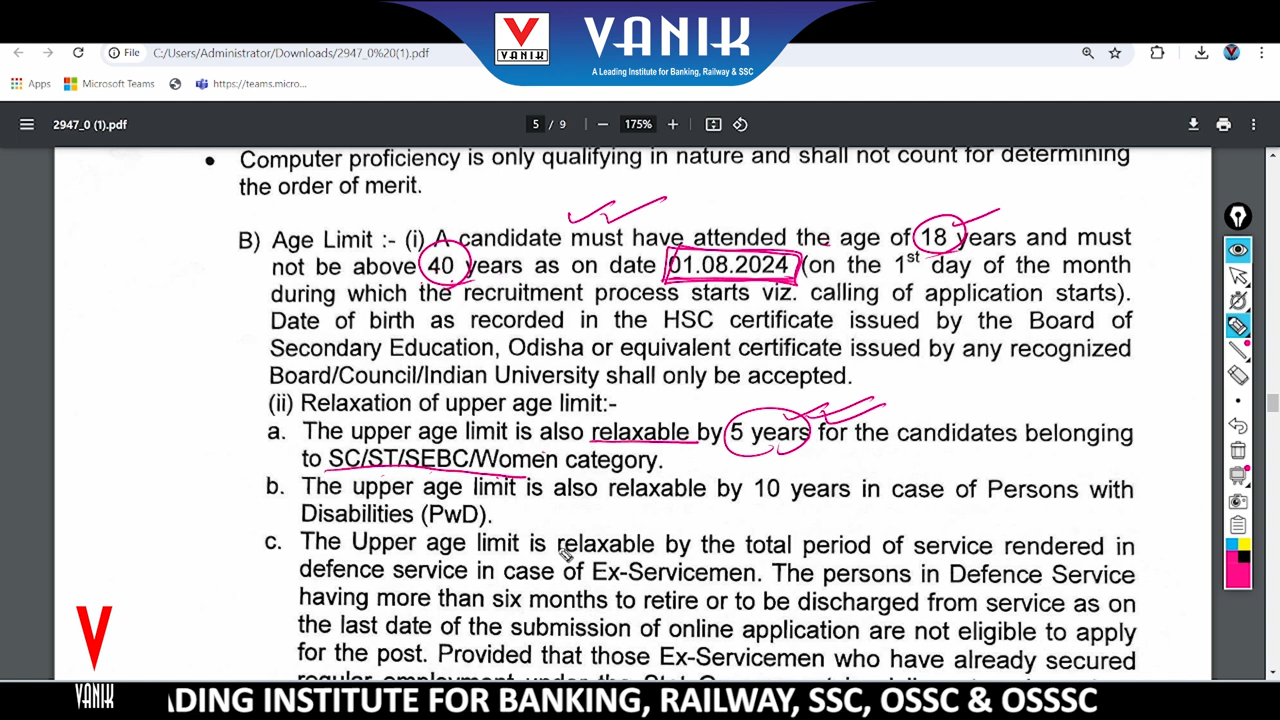 VANIK
VANIK
A Leading Institute for Banking, Railway & SSC
File C:/Users/Administrator/Downloads/2947_0%20(1).pdf
Apps Microsoft Teams https://teams.micro...
2947_0 (1).pdf 5 / 9 175%
• Computer proficiency is only qualifying in nature and shall not count for determining
the order of merit.
B) Age Limit :- (i) A candidate must have attended the age of 18 years and must
not be above 40 years as on date 01.08.2024 (on the 1st day of the month
during which the recruitment process starts viz. calling of application starts).
Date of birth as recorded in the HSC certificate issued by the Board of
Secondary Education, Odisha or equivalent certificate issued by any recognized
Board/Council/Indian University shall only be accepted.
(ii) Relaxation of upper age limit:-
a. The upper age limit is also relaxable by 5 years for the candidates belonging
to SC/ST/SEBC/Women category.
b. The upper age limit is also relaxable by 10 years in case of Persons with
Disabilities (PwD).
c. The Upper age limit is relaxable by the total period of service rendered in
defence service in case of Ex-Servicemen. The persons in Defence Service
having more than six months to retire or to be discharged from service as on
the last date of the submission of online application are not eligible to apply
for the post. Provided that those Ex-Servicemen who have already secured
VANIK
ADING INSTITUTE FOR BANKING, RAILWAY, SSC, OSSC & OSSSC